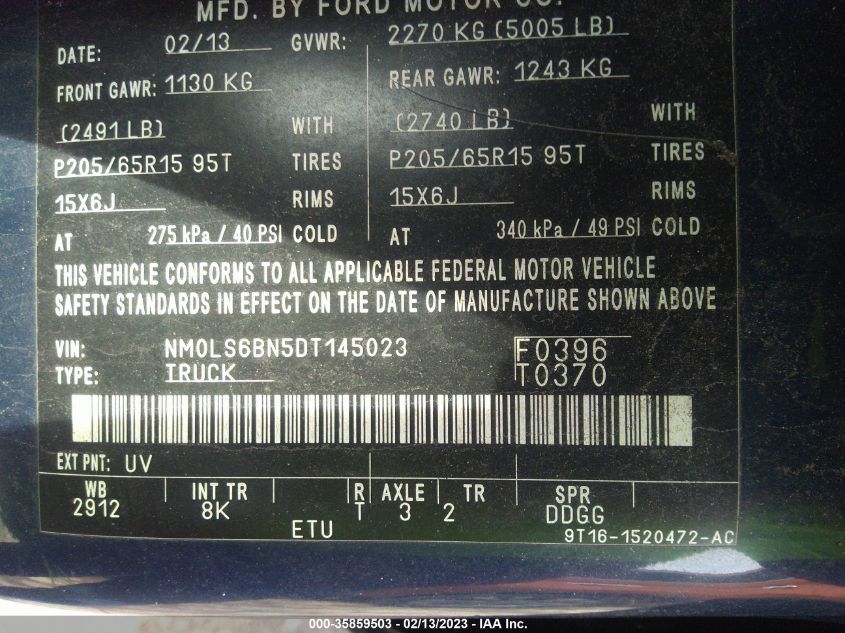 MFD. BY FORD MOTOR CO.
DATE: 02/13 GVWR: 2270 KG (5005 LB)
FRONT GAWR: 1130 KG REAR GAWR: 1243 KG
(2491 LB) WITH (2740 LB) WITH
P205/65R15 95T TIRES P205/65R15 95T TIRES
15X6J RIMS 15X6J RIMS
AT 275 kPa / 40 PSI COLD AT 340 kPa / 49 PSI COLD
THIS VEHICLE CONFORMS TO ALL APPLICABLE FEDERAL MOTOR VEHICLE
SAFETY STANDARDS IN EFFECT ON THE DATE OF MANUFACTURE SHOWN ABOVE
VIN: NM0LS6BN5DT145023 F0396
TYPE: TRUCK T0370
EXT PNT: UV
WB INT TR R AXLE TR SPR
2912 8K T 3 2 DDGG
ETU 9T16-1520472-AC
000-35859503 - 02/13/2023 - IAA Inc.